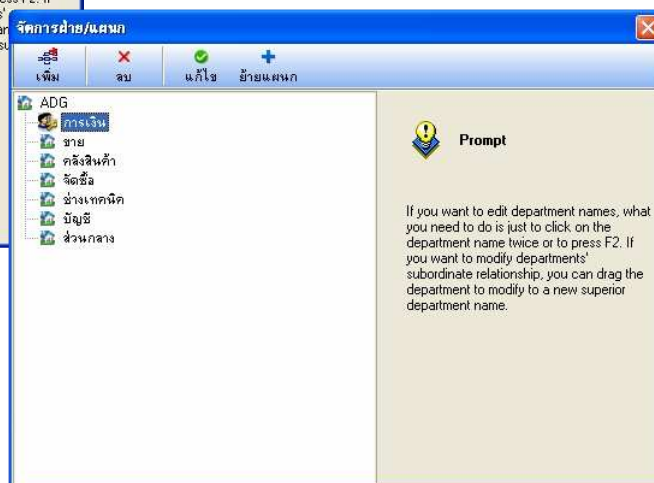 จัดการฝ่าย/แผนก
เพิ่ม ลบ แก้ไข ย้ายแผนก
ADG
การเงิน
ขาย
คลังสินค้า
จัดซื้อ
ช่างเทคนิค
บัญชี
ส่วนกลาง
Prompt
If you want to edit department names, what
you need to do is just to click on the
department name twice or to press F2. If
you want to modify departments'
subordinate relationship, you can drag the
department to modify to a new superior
department name.